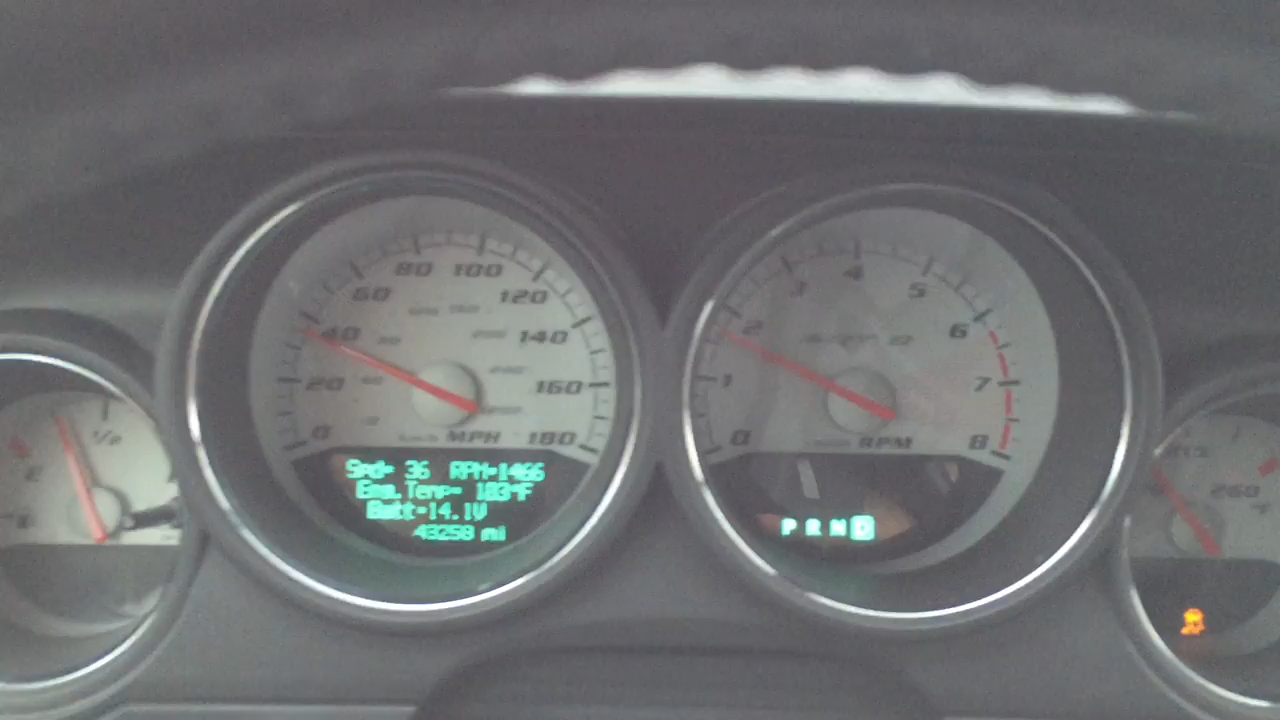 80 100
60 120
40 140
20 160
0 MPH 180
Spd= 36 RPM=1466
Eng.Temp= 183°F
Batt=14.1V
43258 mi
4
3 5
2 6
1 7
0 RPM 8
P R N D
1/2
E
260
°F